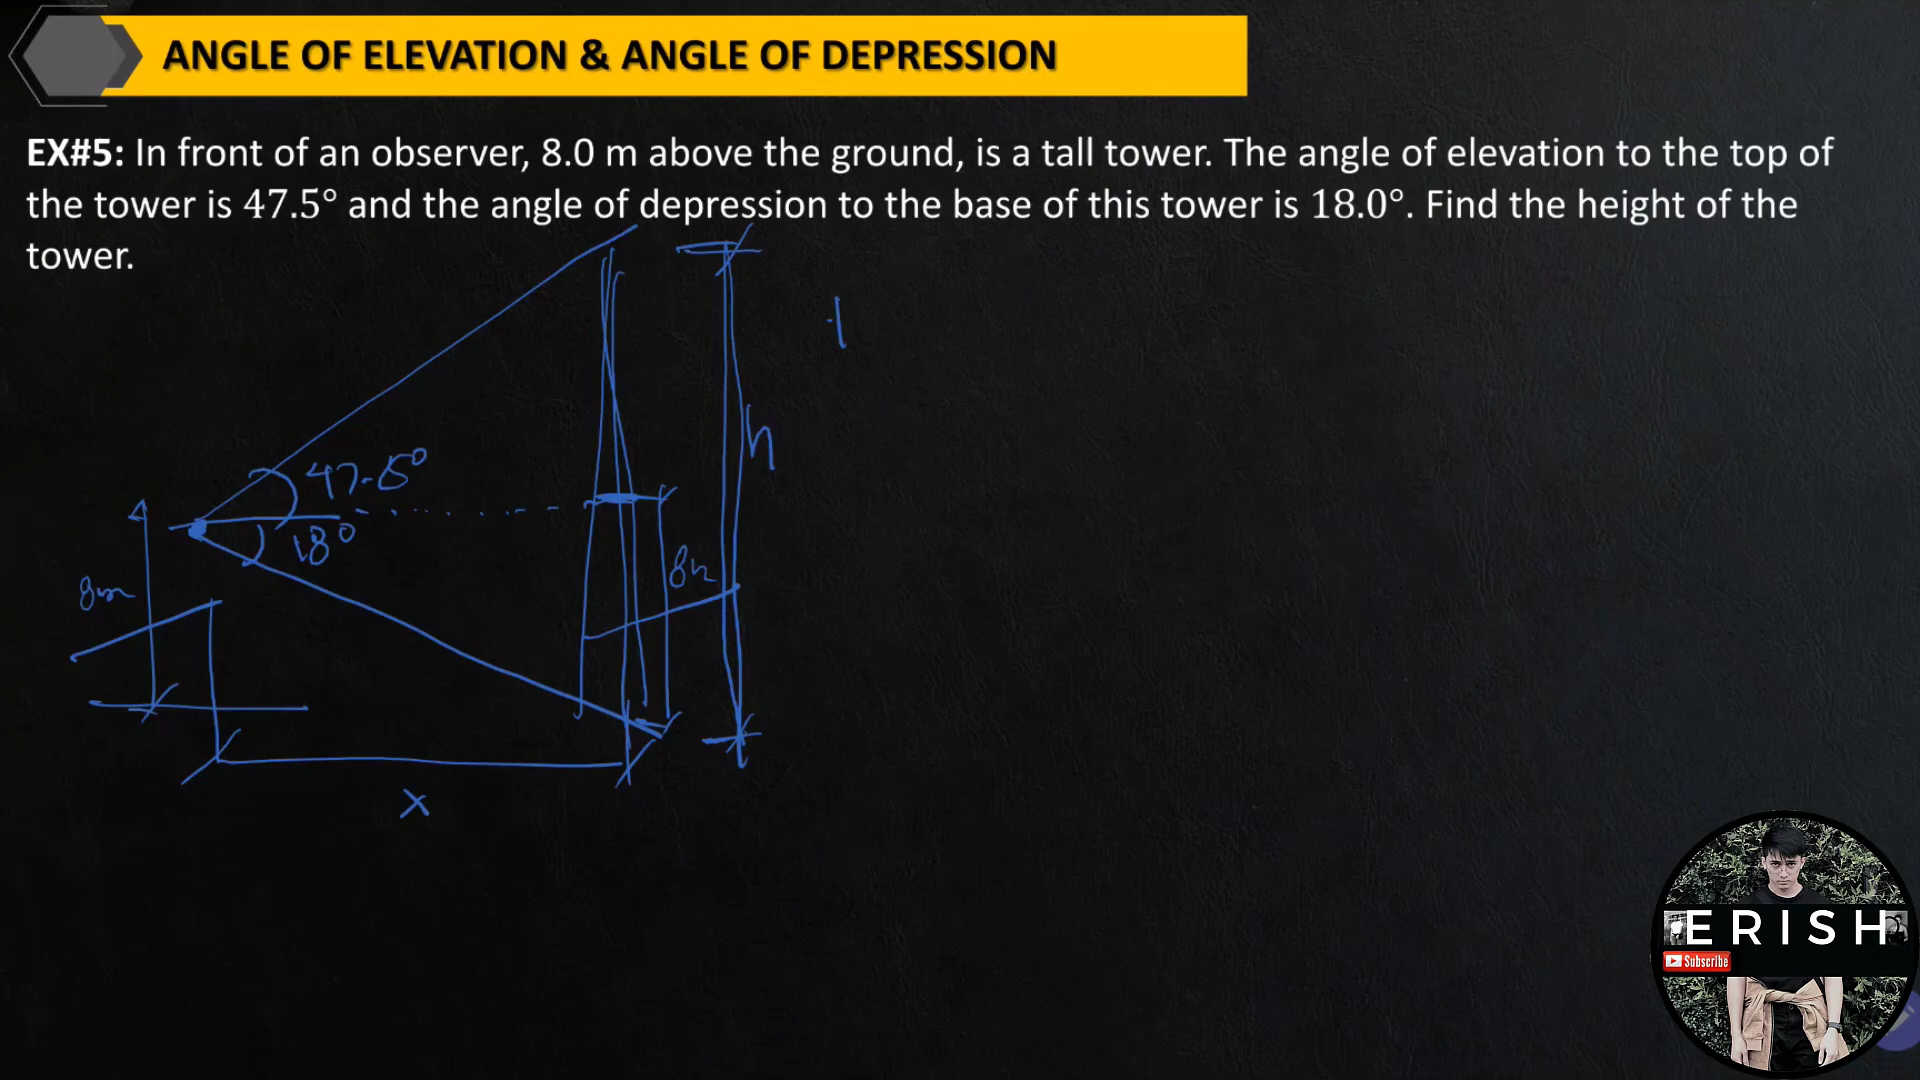 ANGLE OF ELEVATION & ANGLE OF DEPRESSION
EX#5: In front of an observer, 8.0 m above the ground, is a tall tower. The angle of elevation to the top of
the tower is 47.5° and the angle of depression to the base of this tower is 18.0°. Find the height of the
tower.
h
47.5°
18°
8m
8m
x
ERISH
Subscribe